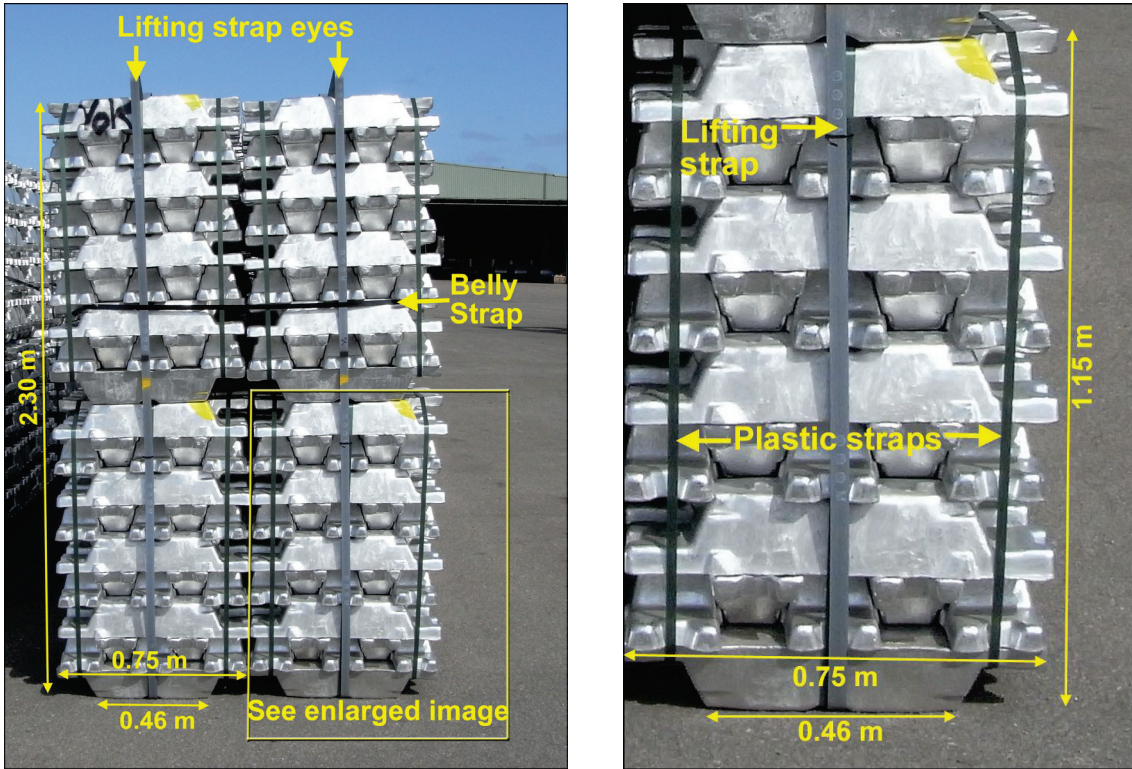 Lifting strap eyes
Belly
Strap
2.30 m
0.75 m
0.46 m
See enlarged image
Lifting
strap
Plastic straps
1.15 m
0.75 m
0.46 m